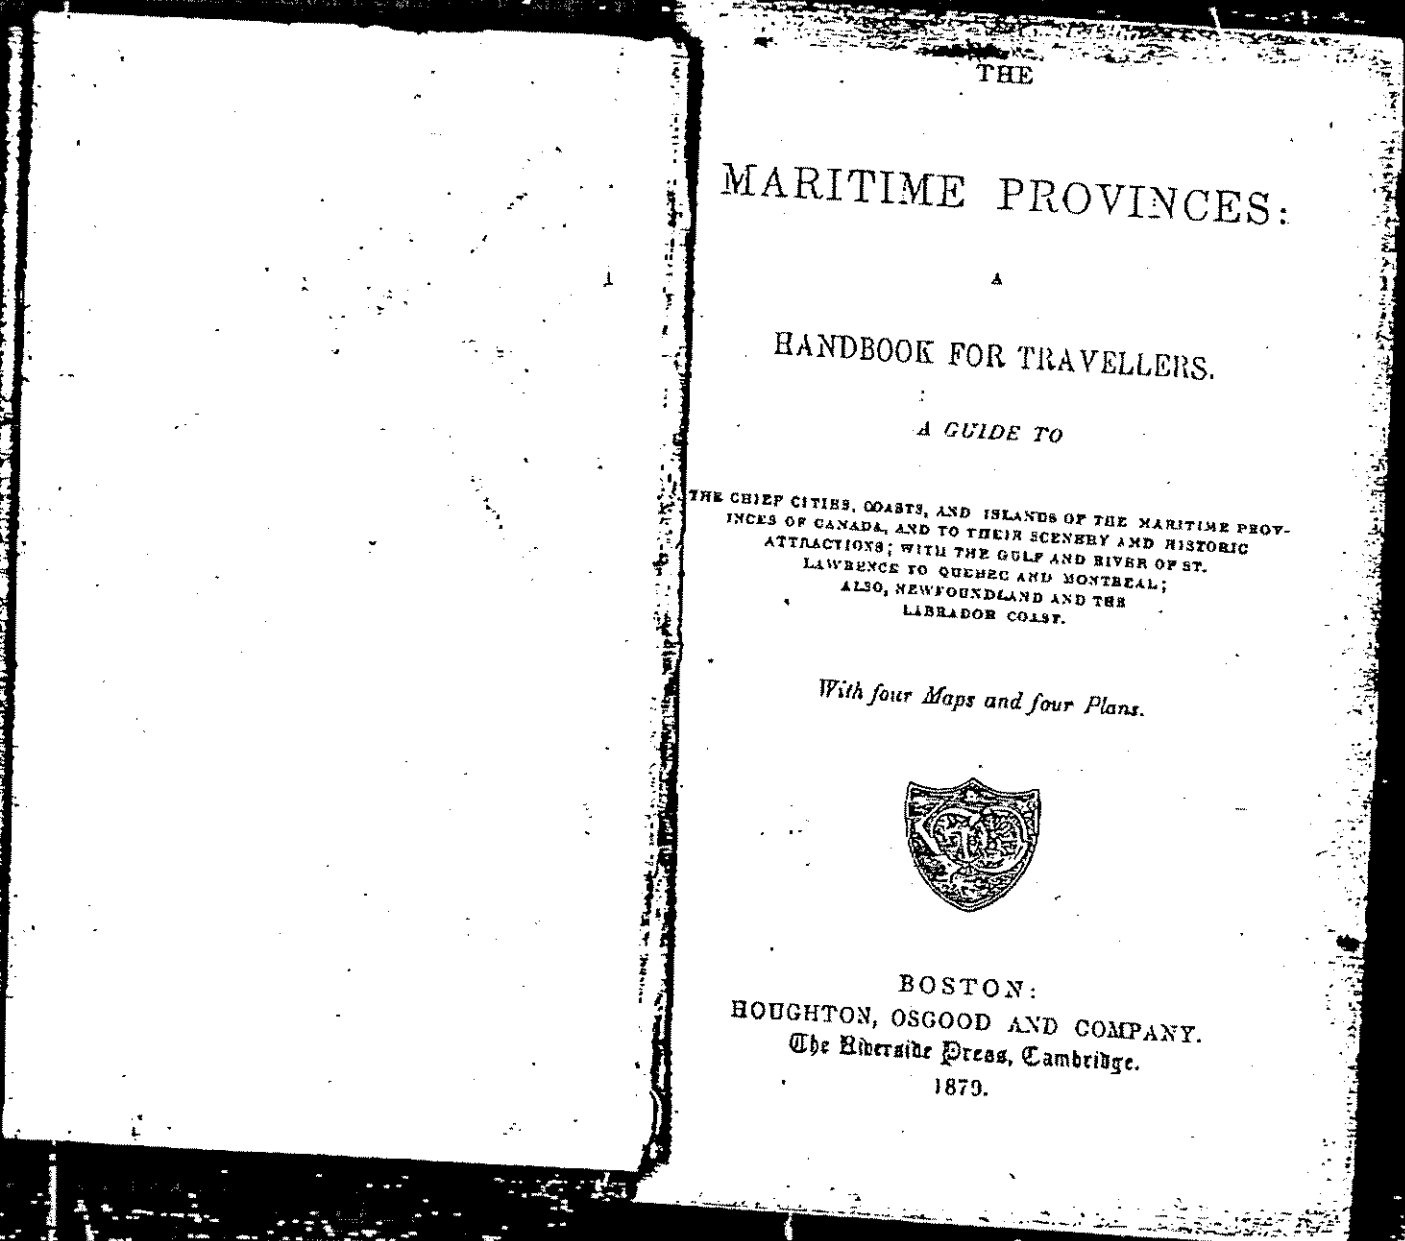 THE
MARITIME PROVINCES:
A
HANDBOOK FOR TRAVELLERS.
A GUIDE TO
THE CHIEF CITIES, COASTS, AND ISLANDS OF THE MARITIME PROV-
INCES OF CANADA, AND TO THEIR SCENERY AND HISTORIC
ATTRACTIONS; WITH THE GULF AND RIVER OF ST.
LAWRENCE TO QUEBEC AND MONTREAL;
ALSO, NEWFOUNDLAND AND THE
LABRADOR COAST.
With four Maps and four Plans.
BOSTON:
HOUGHTON, OSGOOD AND COMPANY.
The Riverside Press, Cambridge.
1879.